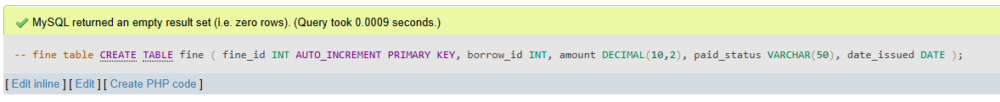 MySQL returned an empty result set (i.e. zero rows). (Query took 0.0009 seconds.)
-- fine table CREATE TABLE fine ( fine_id INT AUTO_INCREMENT PRIMARY KEY, borrow_id INT, amount DECIMAL(10,2), paid_status VARCHAR(50), date_issued DATE );
[ Edit inline ] [ Edit ] [ Create PHP code ]